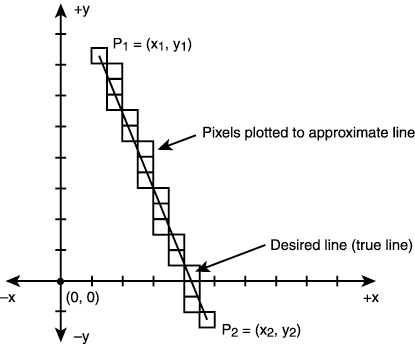 +y
P₁ = (x₁, y₁)
Pixels plotted to approximate line
Desired line (true line)
–x
(0, 0)
+x
–y
P₂ = (x₂, y₂)